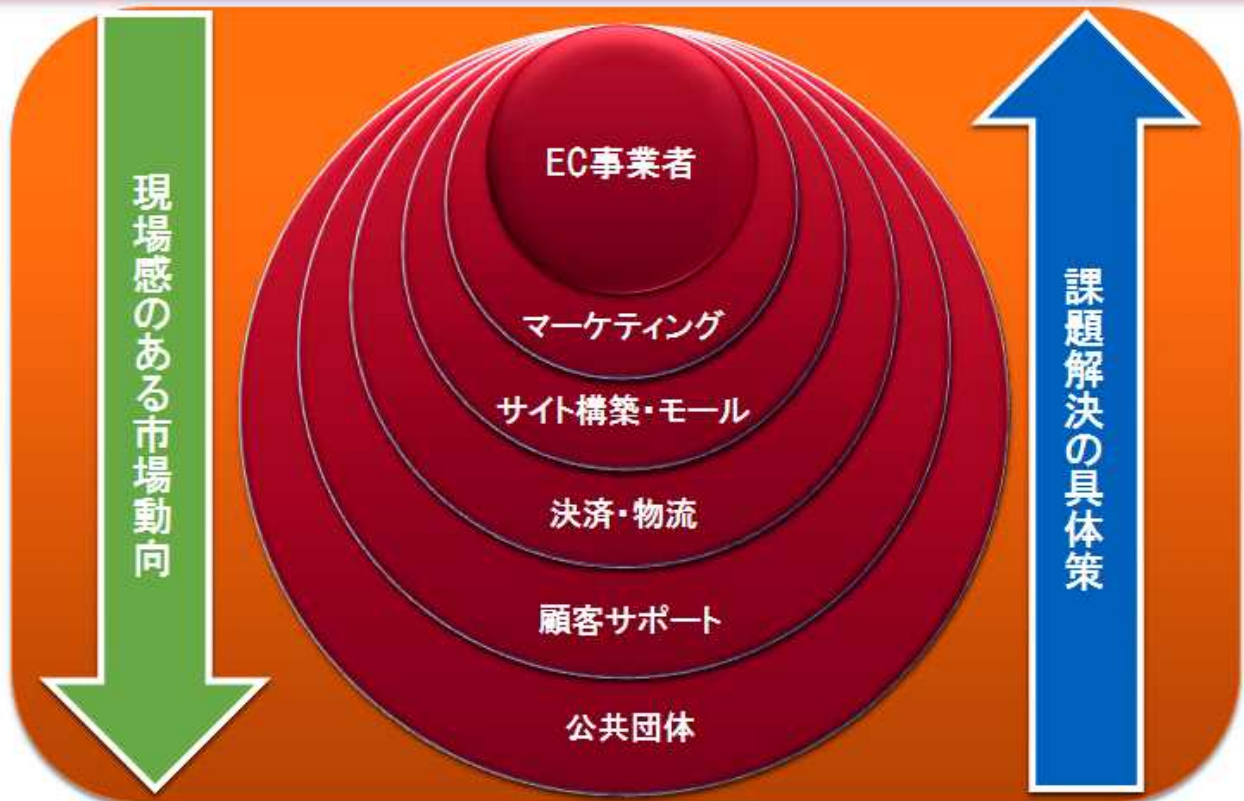 現場感のある市場動向
EC事業者
マーケティング
サイト構築・モール
決済・物流
顧客サポート
公共団体
課題解決の具体策